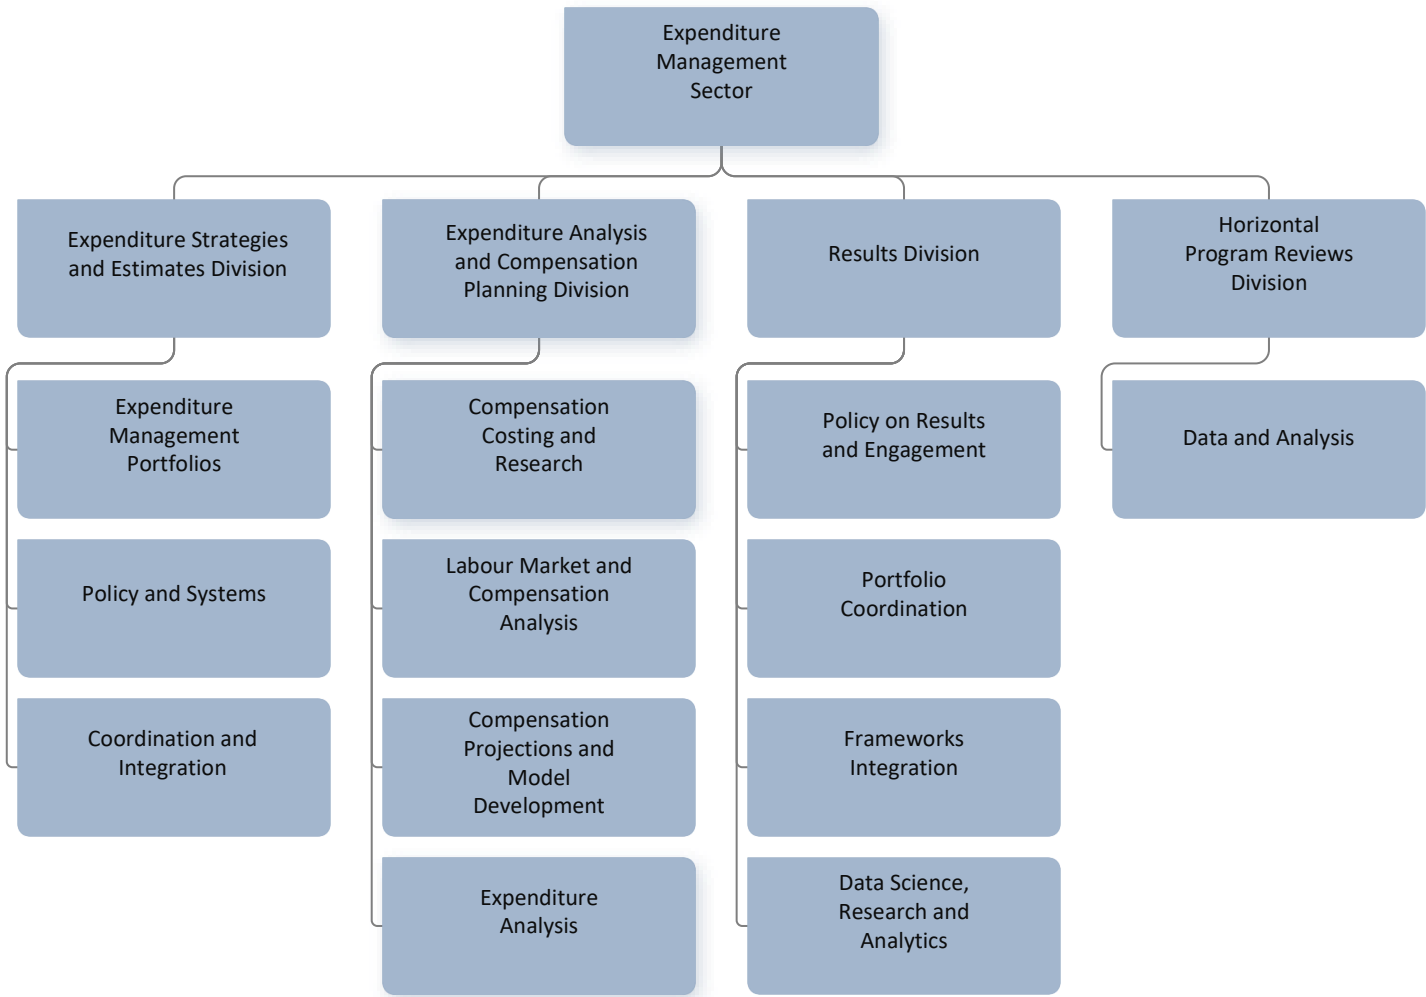 Expenditure
Management
Sector
Expenditure Strategies
and Estimates Division
Expenditure Analysis
and Compensation
Planning Division
Results Division
Horizontal
Program Reviews
Division
Expenditure
Management
Portfolios
Policy and Systems
Coordination and
Integration
Compensation
Costing and
Research
Labour Market and
Compensation
Analysis
Compensation
Projections and
Model
Development
Expenditure
Analysis
Policy on Results
and Engagement
Portfolio
Coordination
Frameworks
Integration
Data Science,
Research and
Analytics
Data and Analysis